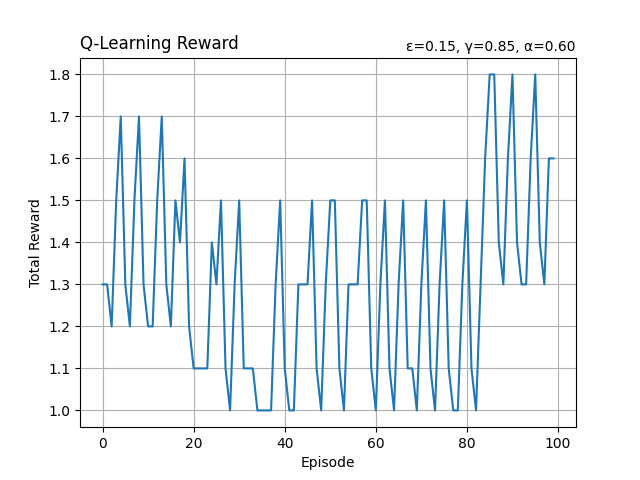 Q-Learning Reward
ε=0.15, γ=0.85, α=0.60
Total Reward
1.8
1.7
1.6
1.5
1.4
1.3
1.2
1.1
1.0
0 20 40 60 80 100
Episode